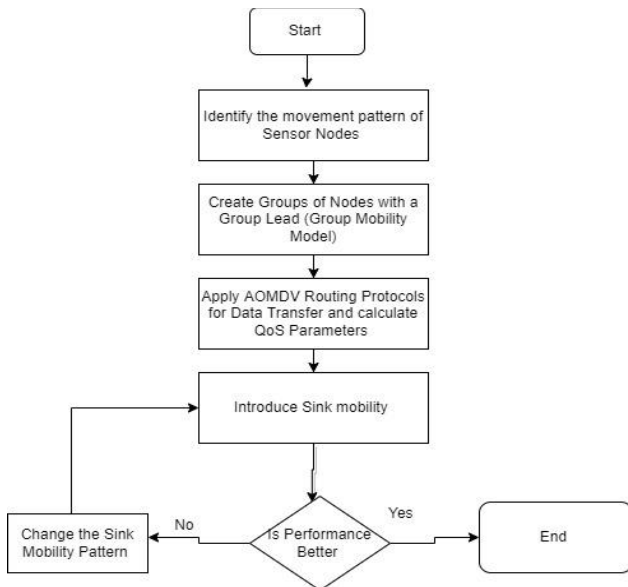 Start
Identify the movement pattern of
Sensor Nodes
Create Groups of Nodes with a
Group Lead (Group Mobility
Model)
Apply AOMDV Routing Protocols
for Data Transfer and calculate
QoS Parameters
Introduce Sink mobility
Is Performance
Better
No
Yes
Change the Sink
Mobility Pattern
End